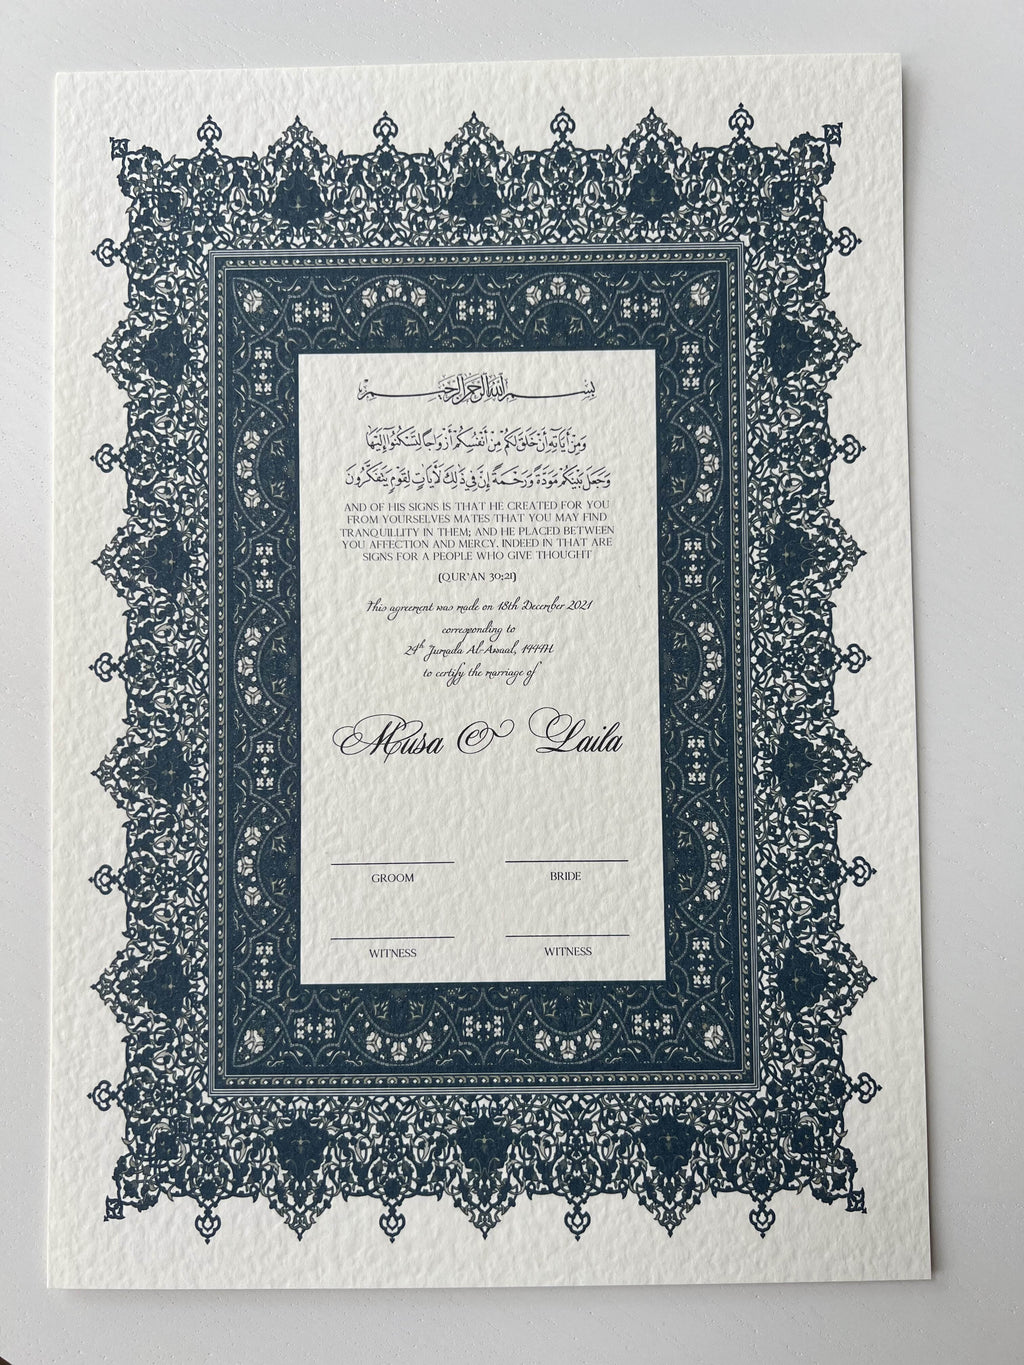 بسم الله الرحمن الرحيم
وَمِنْ آيَاتِهِ أَنْ خَلَقَ لَكُمْ مِنْ أَنْفُسِكُمْ أَزْوَاجًا لِتَسْكُنُوا إِلَيْهَا
وَجَعَلَ بَيْنَكُمْ مَوَدَّةً وَرَحْمَةً إِنَّ فِي ذَٰلِكَ لَآيَاتٍ لِقَوْمٍ يَتَفَكَّرُونَ
AND OF HIS SIGNS IS THAT HE CREATED FOR YOU
FROM YOURSELVES MATES THAT YOU MAY FIND
TRANQUILLITY IN THEM; AND HE PLACED BETWEEN
YOU AFFECTION AND MERCY. INDEED IN THAT ARE
SIGNS FOR A PEOPLE WHO GIVE THOUGHT
(QUR'AN 30:21)
This agreement was made on 18th December 2021
corresponding to
24th Jumada Al-Awaal, 1444H
to certify the marriage of
Musa & Laila
GROOM BRIDE
WITNESS WITNESS